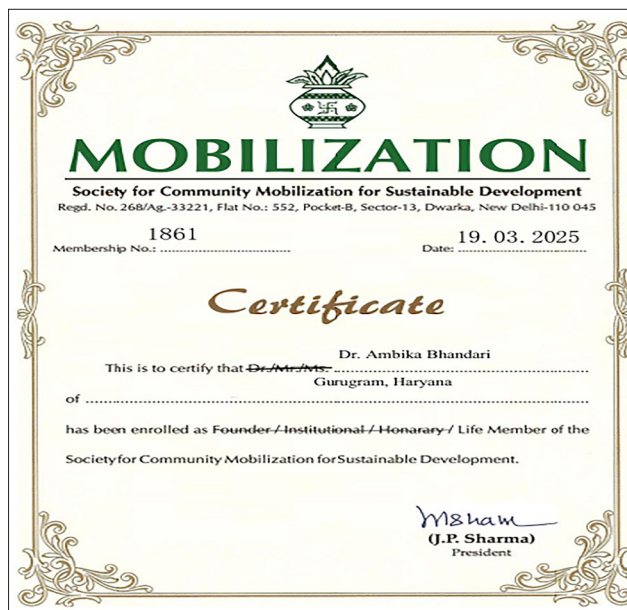 MOBILIZATION
Society for Community Mobilization for Sustainable Development
Regd. No. 268/Ag.-33221, Flat No.: 552, Pocket-B, Sector-13, Dwarka, New Delhi-110 045
1861 19. 03. 2025
Membership No.: Date:
Certificate
Dr. Ambika Bhandari
This is to certify that Dr./Mr./Ms.
Gurugram, Haryana
of
has been enrolled as Founder / Institutional / Honarary / Life Member of the
Society for Community Mobilization for Sustainable Development.
(J.P. Sharma)
President